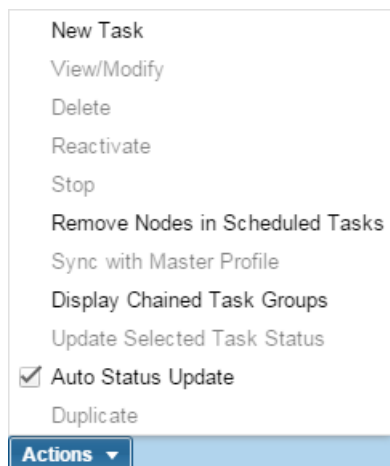 New Task
View/Modify
Delete
Reactivate
Stop
Remove Nodes in Scheduled Tasks
Sync with Master Profile
Display Chained Task Groups
Update Selected Task Status
Auto Status Update
Duplicate
Actions